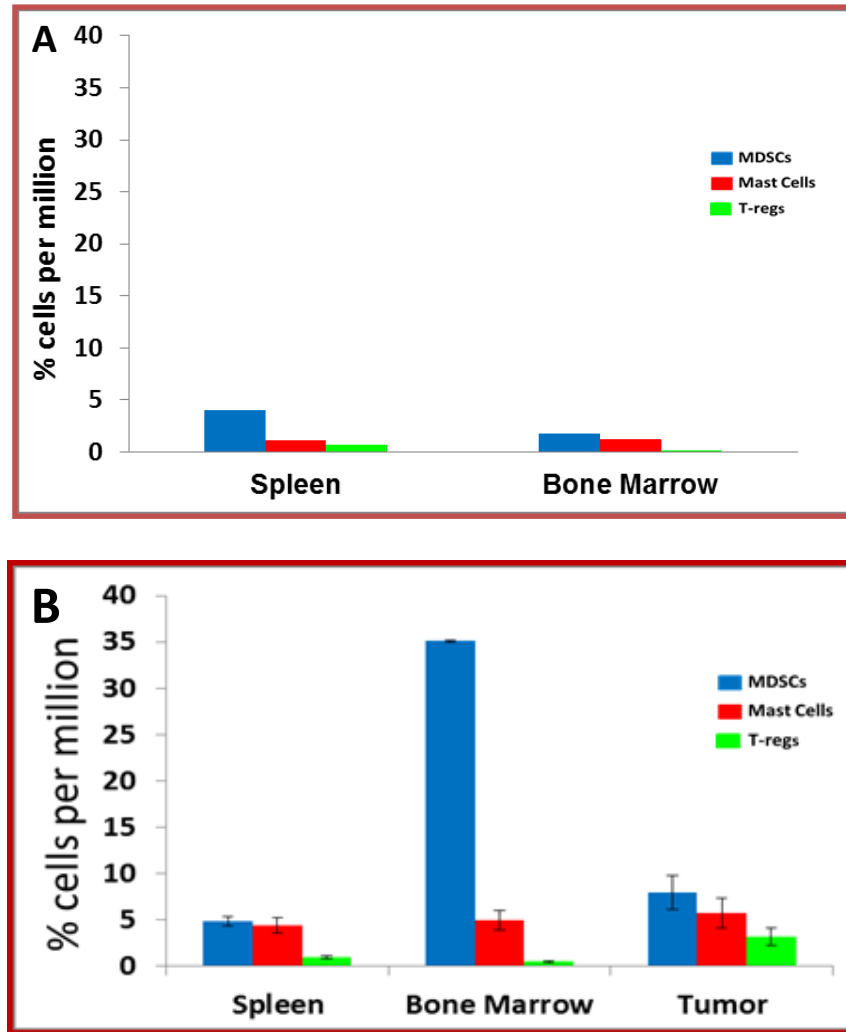 A
40
35
30
25
20
15
10
5
0
% cells per million
MDSCs
Mast Cells
T-regs
Spleen Bone Marrow
B
40
35
30
25
20
15
10
5
0
% cells per million
MDSCs
Mast Cells
T-regs
Spleen Bone Marrow Tumor